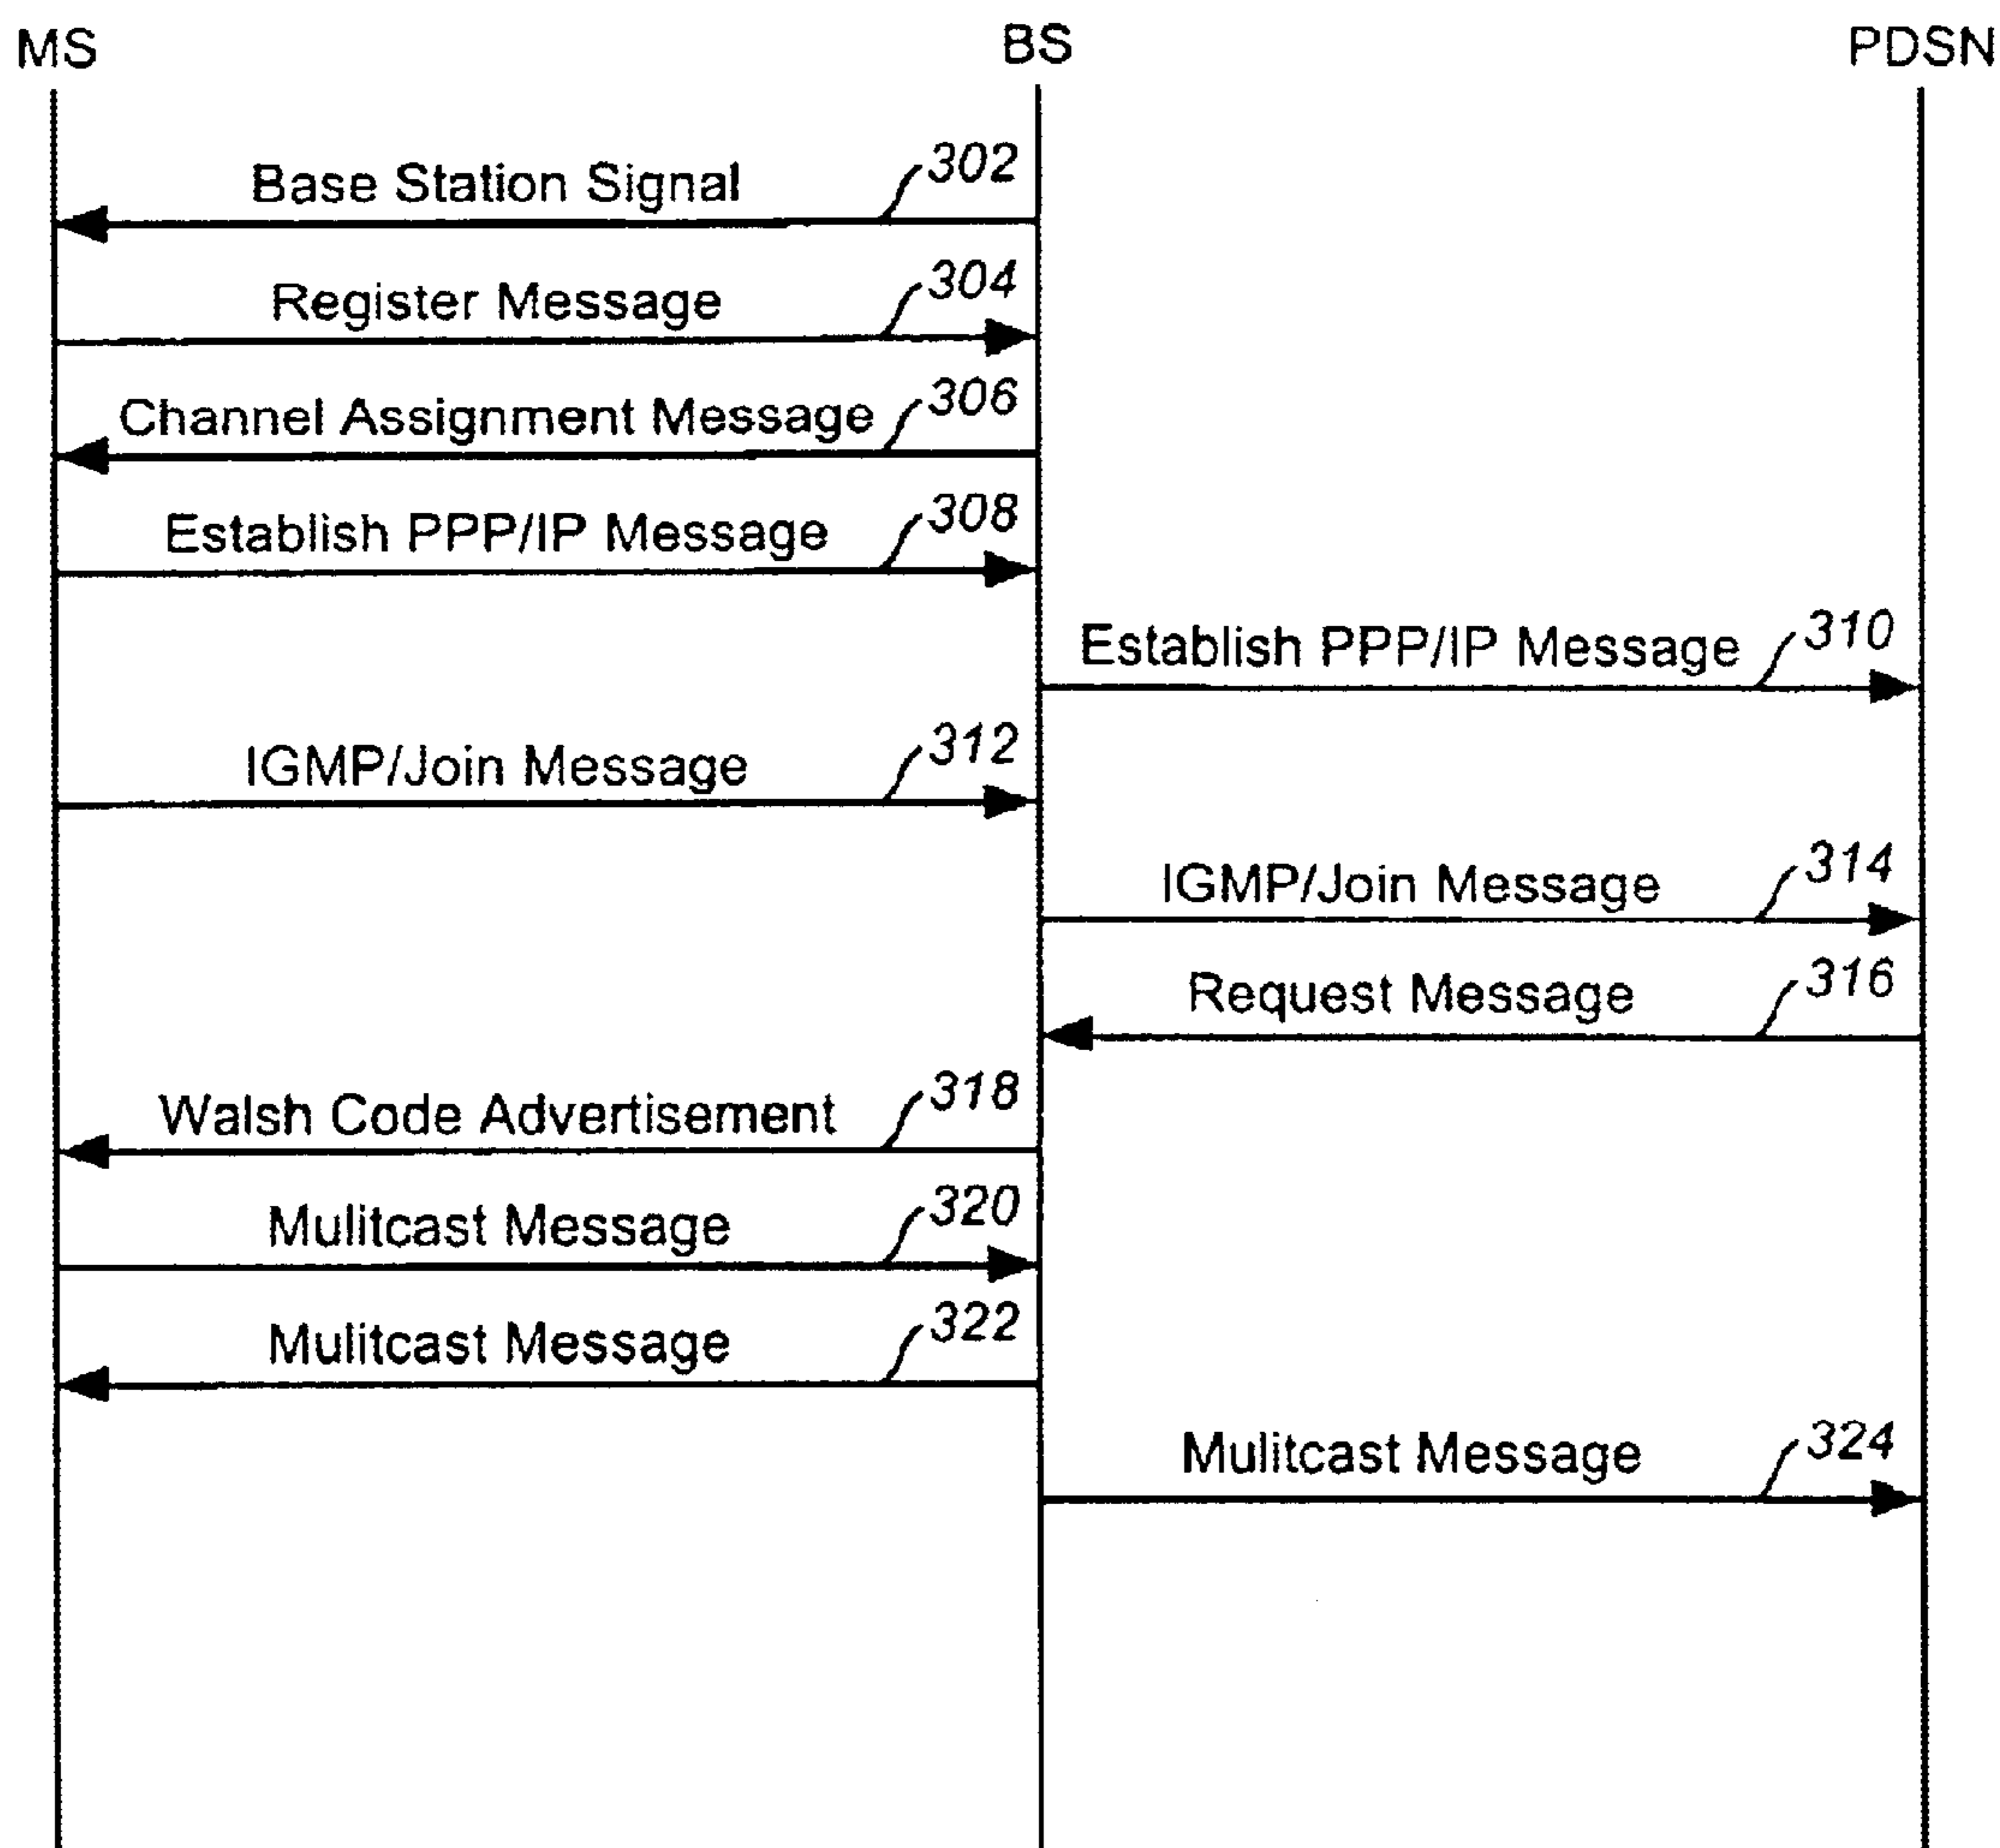 MS BS PDSN
Base Station Signal 302
Register Message 304
Channel Assignment Message 306
Establish PPP/IP Message 308
Establish PPP/IP Message 310
IGMP/Join Message 312
IGMP/Join Message 314
Request Message 316
Walsh Code Advertisement 318
Mulitcast Message 320
Mulitcast Message 322
Mulitcast Message 324